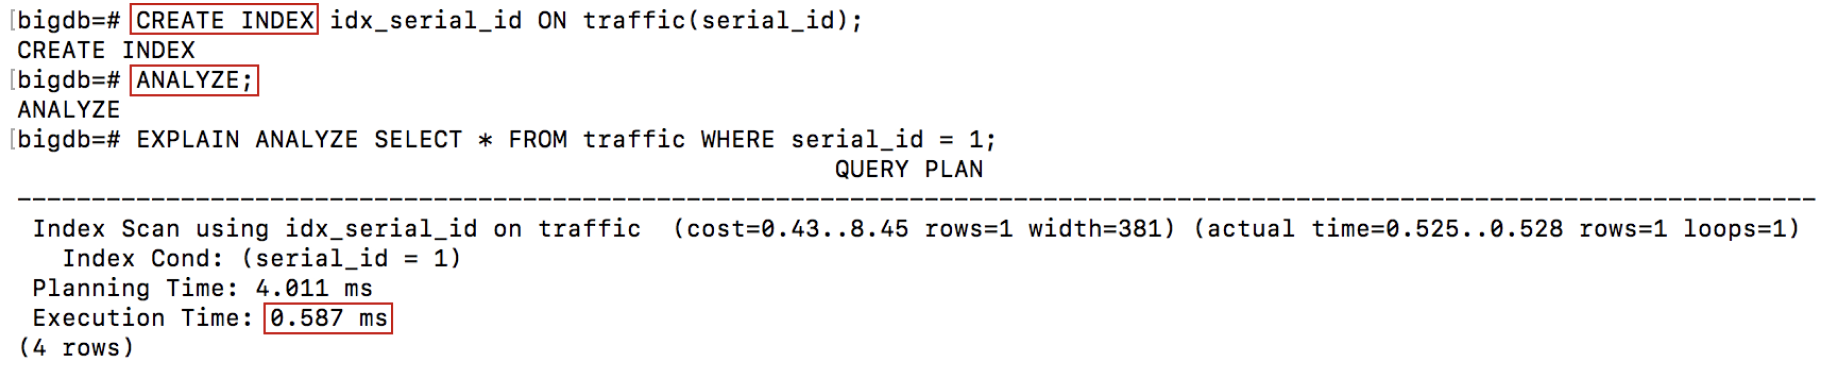 [bigdb=# CREATE INDEX idx_serial_id ON traffic(serial_id);
CREATE INDEX
[bigdb=# ANALYZE;
ANALYZE
[bigdb=# EXPLAIN ANALYZE SELECT * FROM traffic WHERE serial_id = 1;
QUERY PLAN
-------------------------------------------------------------------------------------------------------------------------
Index Scan using idx_serial_id on traffic  (cost=0.43..8.45 rows=1 width=381) (actual time=0.525..0.528 rows=1 loops=1)
Index Cond: (serial_id = 1)
Planning Time: 4.011 ms
Execution Time: 0.587 ms
(4 rows)